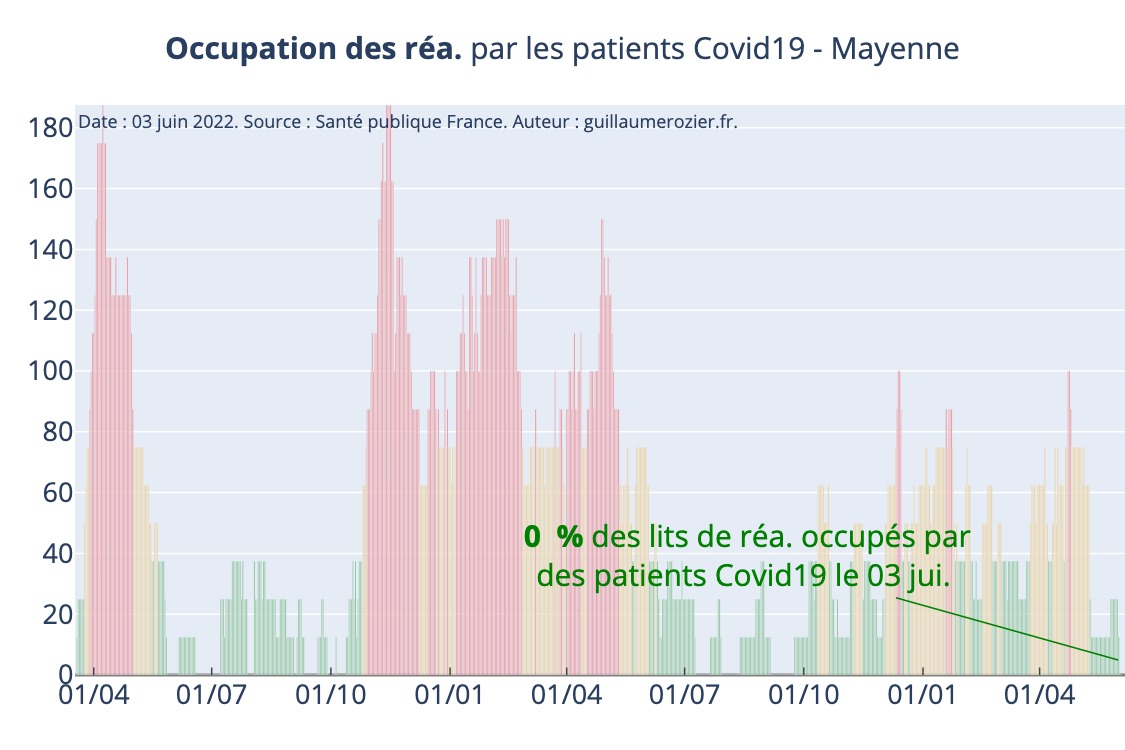 Occupation des réa. par les patients Covid19 - Mayenne
Date : 03 juin 2022. Source : Santé publique France. Auteur : guillaumerozier.fr.
180
160
140
120
100
80
60
40
20
0
0 % des lits de réa. occupés par
des patients Covid19 le 03 jui.
01/04 01/07 01/10 01/01 01/04 01/07 01/10 01/01 01/04